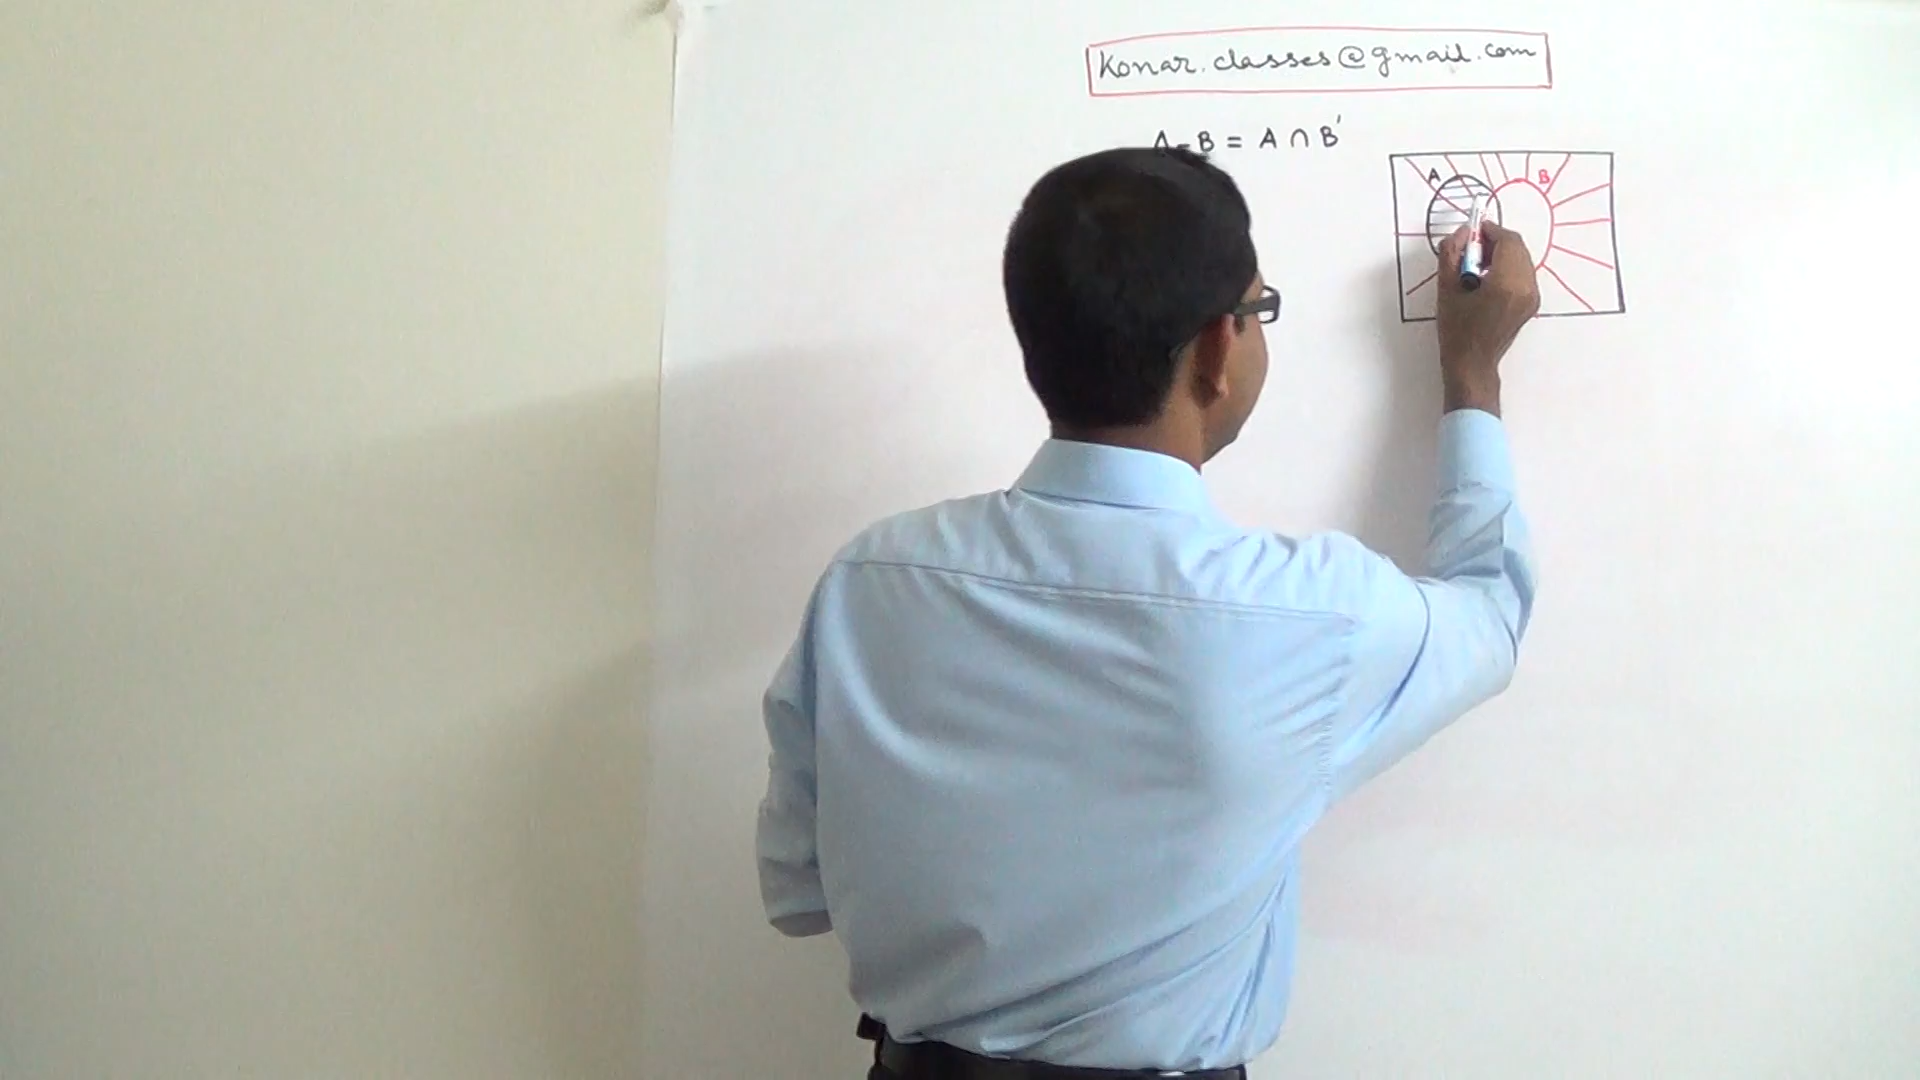 Konar.classes@gmail.com
A - B = A ∩ B'
A B